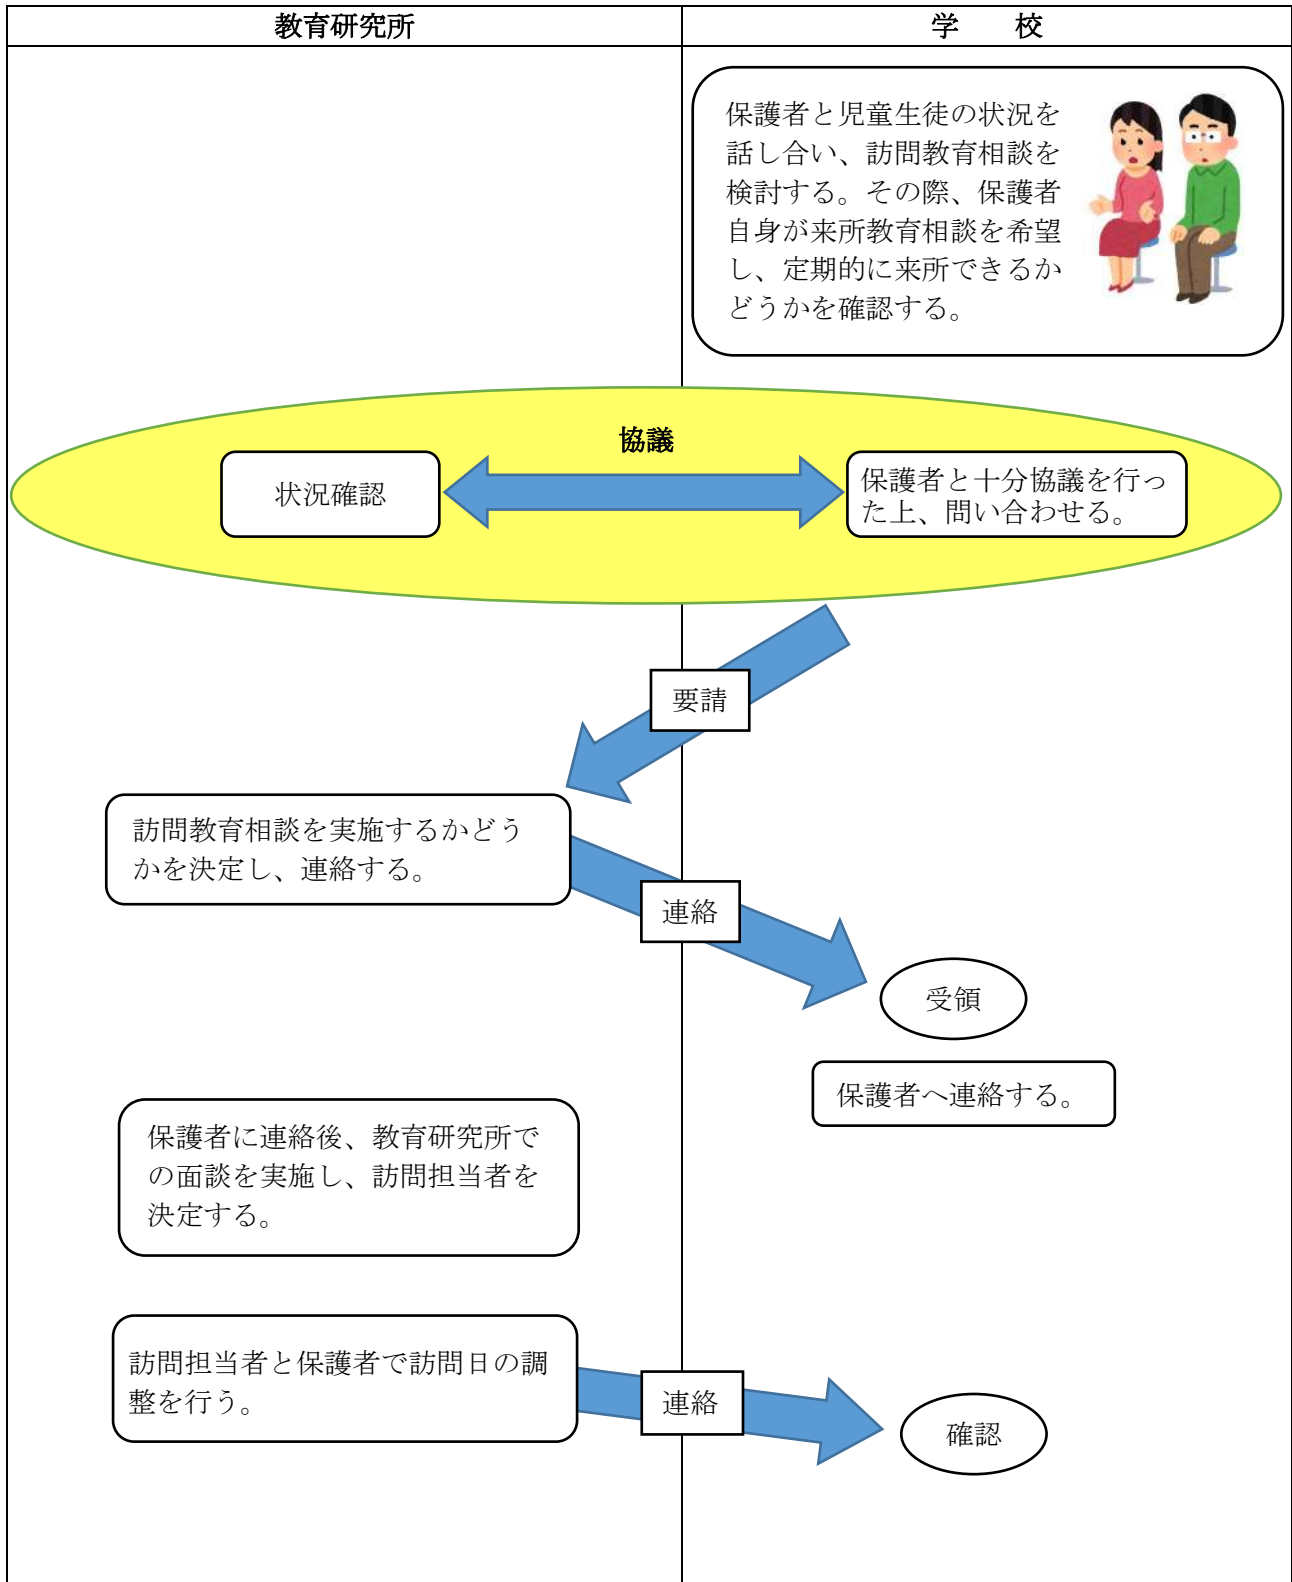 教育研究所
学　　校
保護者と児童生徒の状況を
話し合い、訪問教育相談を
検討する。その際、保護者
自身が来所教育相談を希望
し、定期的に来所できるか
どうかを確認する。
協議
状況確認
保護者と十分協議を行っ
た上、問い合わせる。
要請
訪問教育相談を実施するかどう
かを決定し、連絡する。
連絡
受領
保護者へ連絡する。
保護者に連絡後、教育研究所で
の面談を実施し、訪問担当者を
決定する。
訪問担当者と保護者で訪問日の調
整を行う。
連絡
確認